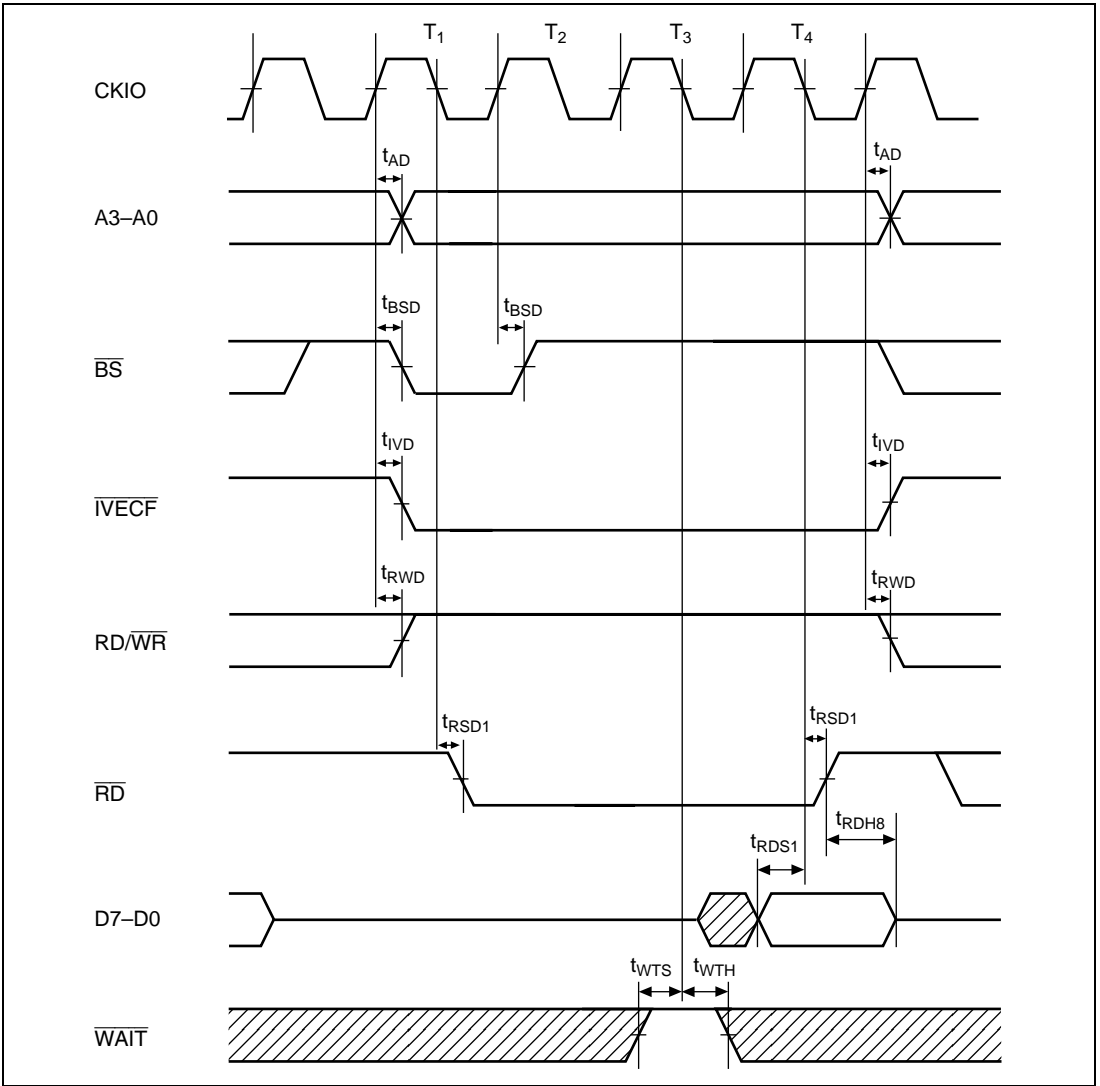 T1 T2 T3 T4
CKIO
tAD tAD
A3–A0
tBSD tBSD
BS
tIVD tIVD
IVECF
tRWD tRWD
RD/WR
tRSD1 tRSD1
RD
tRDH8
tRDS1
D7–D0
tWTS tWTH
WAIT